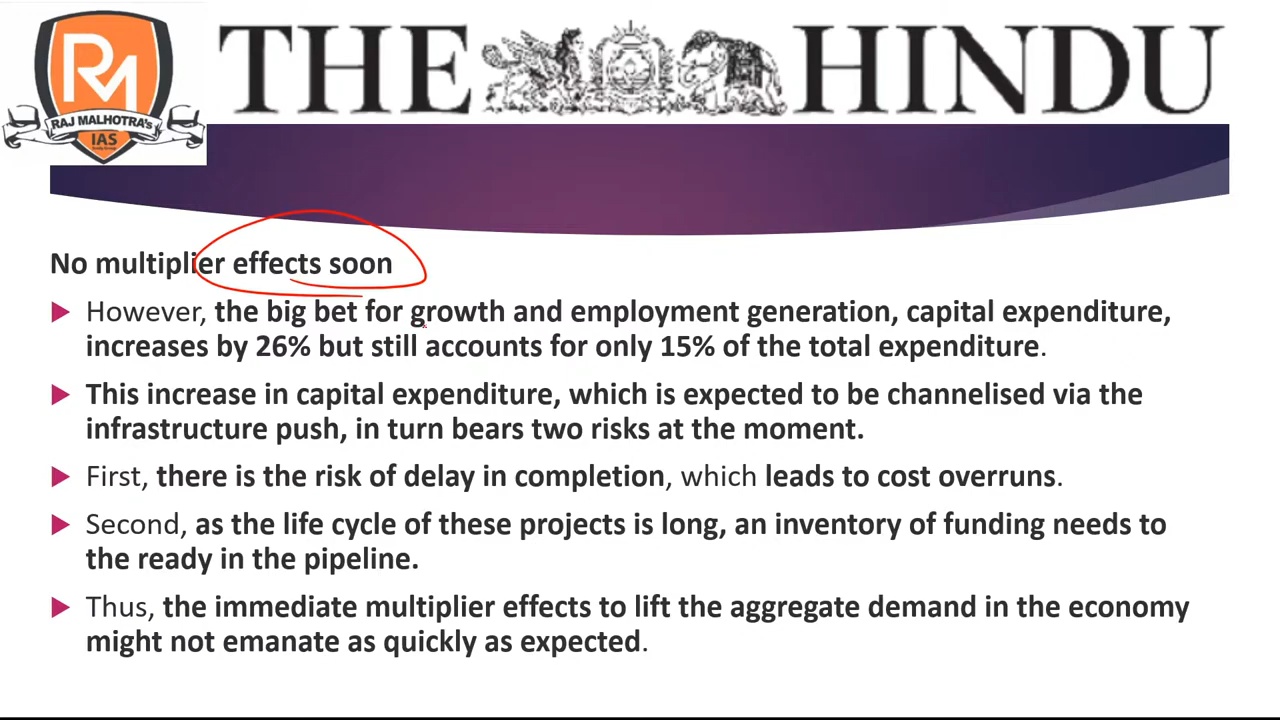 RM
RAJ MALHOTRA'S
IAS
Study Group
THE HINDU
No multiplier effects soon
However, the big bet for growth and employment generation, capital expenditure,
increases by 26% but still accounts for only 15% of the total expenditure.
This increase in capital expenditure, which is expected to be channelised via the
infrastructure push, in turn bears two risks at the moment.
First, there is the risk of delay in completion, which leads to cost overruns.
Second, as the life cycle of these projects is long, an inventory of funding needs to
the ready in the pipeline.
Thus, the immediate multiplier effects to lift the aggregate demand in the economy
might not emanate as quickly as expected.